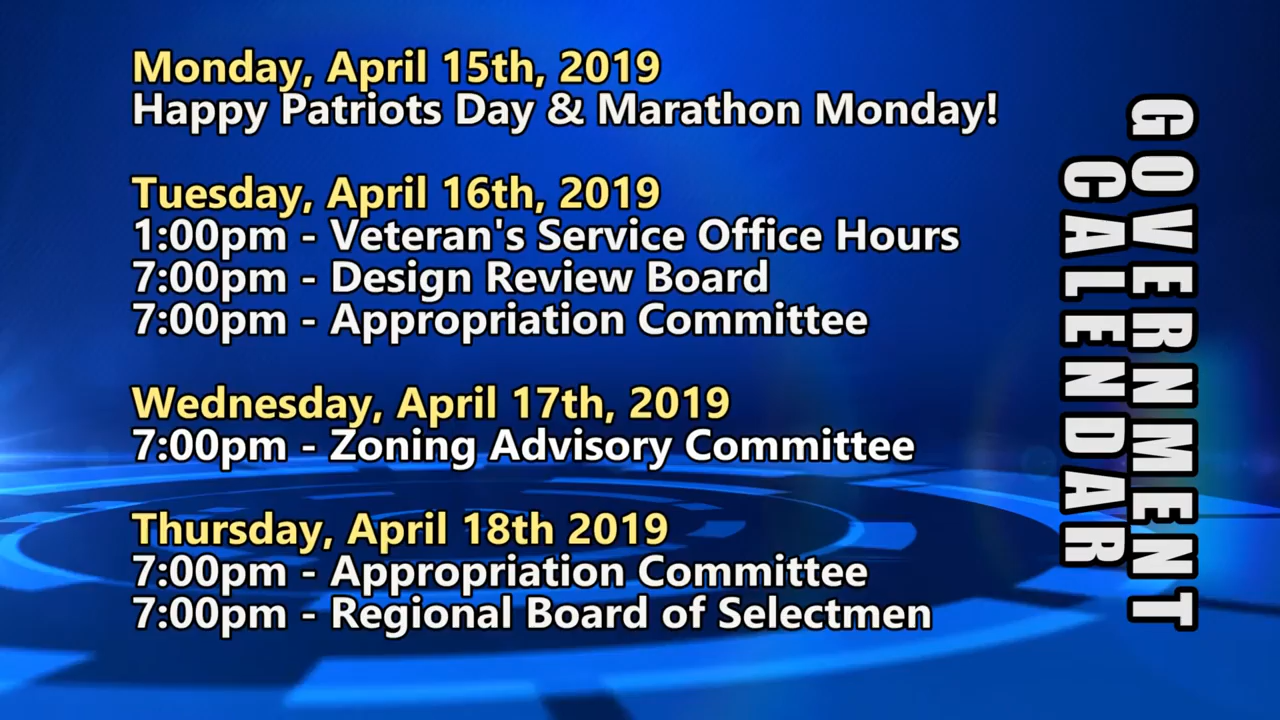 Monday, April 15th, 2019
Happy Patriots Day & Marathon Monday!
Tuesday, April 16th, 2019
1:00pm - Veteran's Service Office Hours
7:00pm - Design Review Board
7:00pm - Appropriation Committee
Wednesday, April 17th, 2019
7:00pm - Zoning Advisory Committee
Thursday, April 18th 2019
7:00pm - Appropriation Committee
7:00pm - Regional Board of Selectmen
GOVERNMENT
CALENDAR